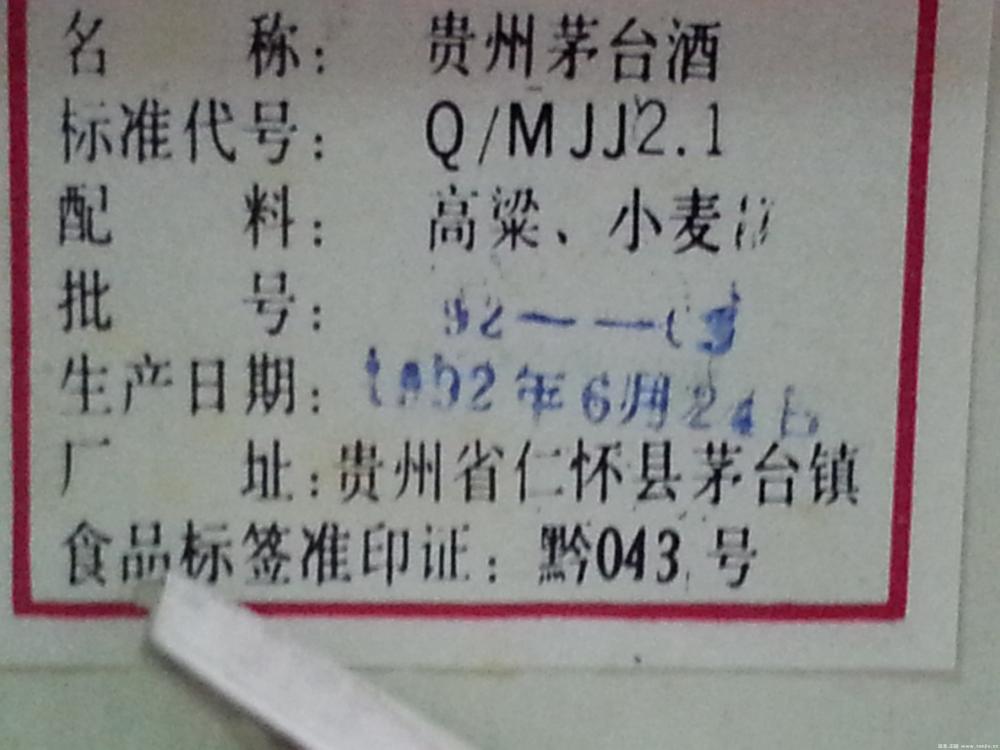 名 称： 贵州茅台酒
标准代号： Q/MJJ2.1
配 料： 高粱、小麦
批 号： 92——03
生产日期： 1992年6月24日
厂 址：贵州省仁怀县茅台镇
食品标签准印证：黔043号